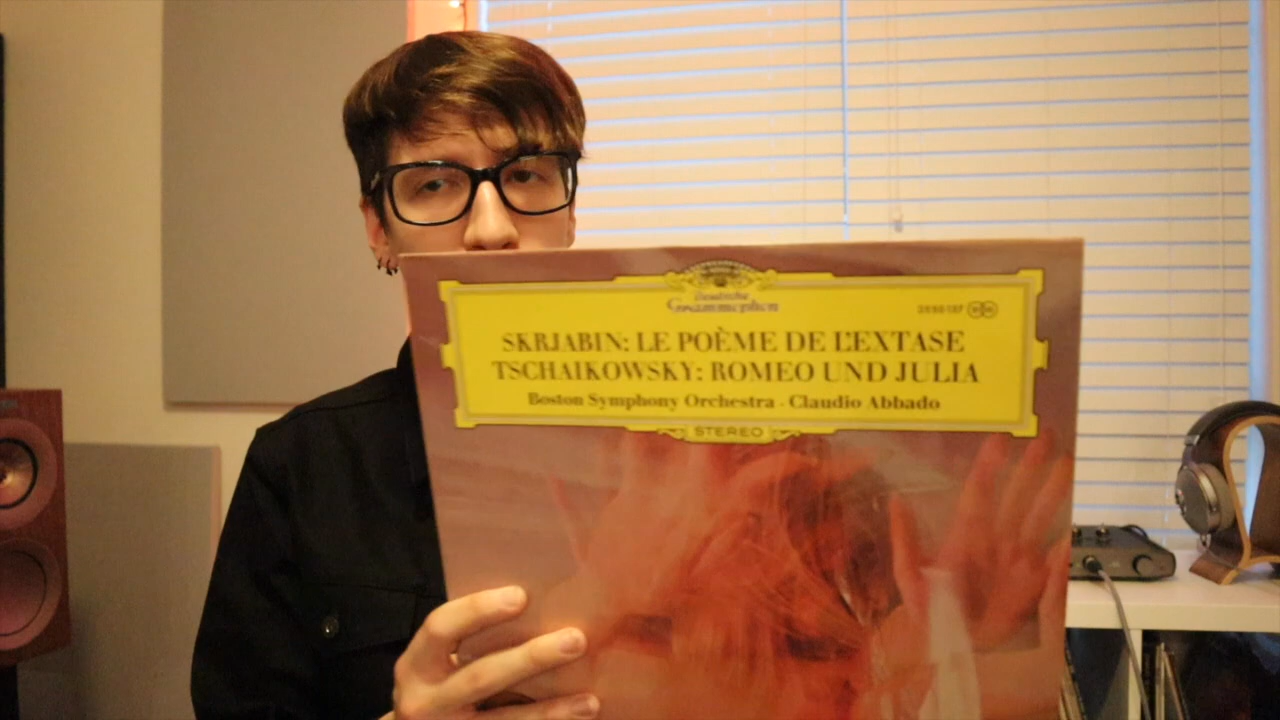 Deutsche
Grammophon
SKRJABIN: LE POÈME DE L'EXTASE
TSCHAIKOWSKY: ROMEO UND JULIA
Boston Symphony Orchestra - Claudio Abbado
STEREO